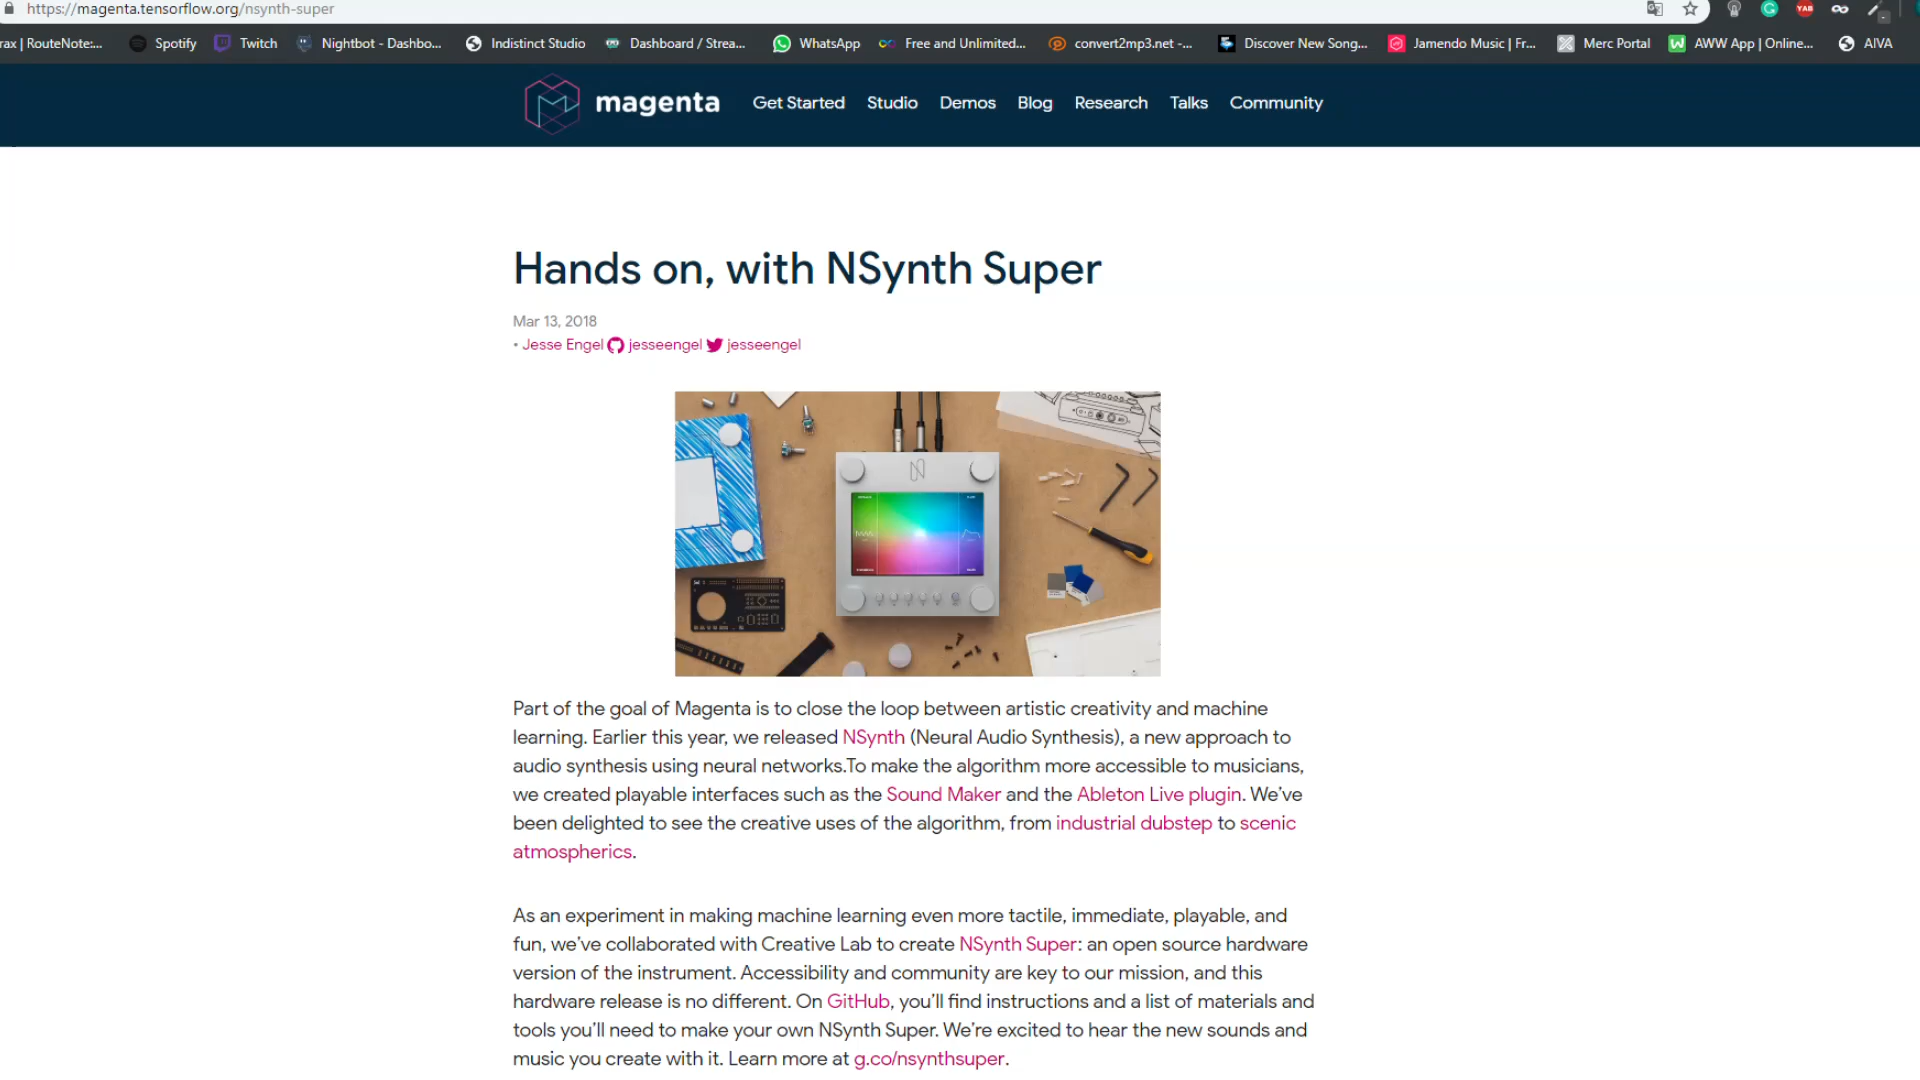 https://magenta.tensorflow.org/nsynth-super
rax | RouteNote:... Spotify Twitch Nightbot - Dashbo... Indistinct Studio Dashboard / Strea... WhatsApp Free and Unlimited... convert2mp3.net -... Discover New Song... Jamendo Music | Fr... Merc Portal AWW App | Online... AIVA
magenta Get Started Studio Demos Blog Research Talks Community
Hands on, with NSynth Super
Mar 13, 2018
• Jesse Engel jesseengel jesseengel
Part of the goal of Magenta is to close the loop between artistic creativity and machine
learning. Earlier this year, we released NSynth (Neural Audio Synthesis), a new approach to
audio synthesis using neural networks.To make the algorithm more accessible to musicians,
we created playable interfaces such as the Sound Maker and the Ableton Live plugin. We’ve
been delighted to see the creative uses of the algorithm, from industrial dubstep to scenic
atmospherics.
As an experiment in making machine learning even more tactile, immediate, playable, and
fun, we’ve collaborated with Creative Lab to create NSynth Super: an open source hardware
version of the instrument. Accessibility and community are key to our mission, and this
hardware release is no different. On GitHub, you’ll find instructions and a list of materials and
tools you’ll need to make your own NSynth Super. We’re excited to hear the new sounds and
music you create with it. Learn more at g.co/nsynthsuper.